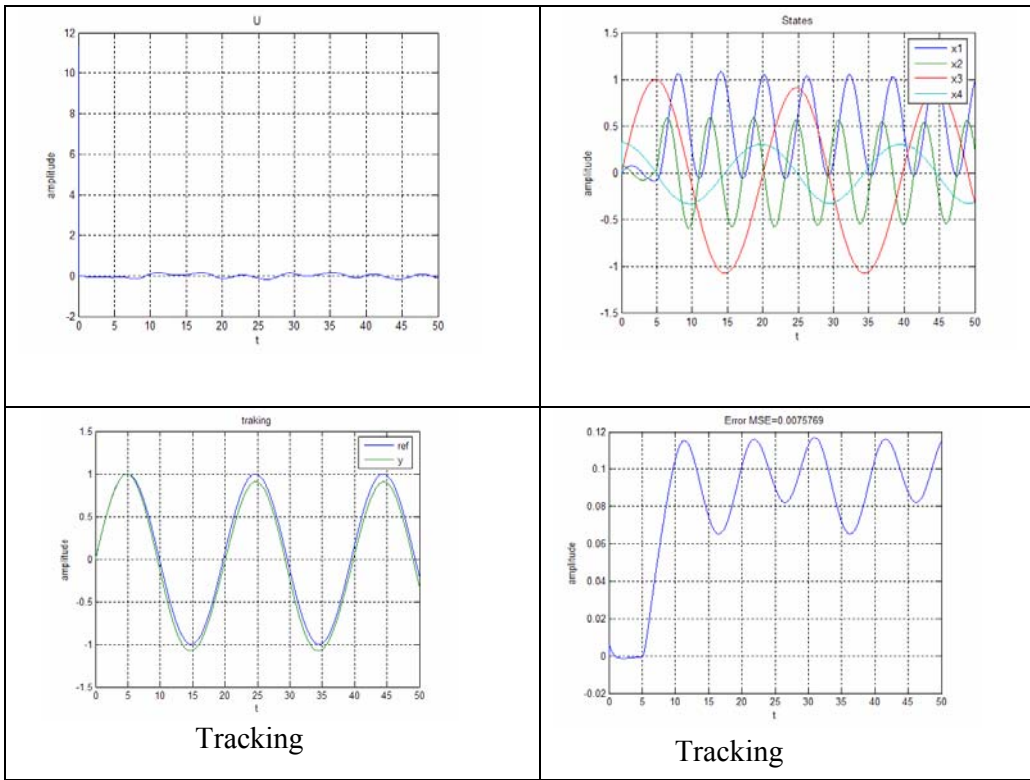 U
12
10
8
6
4
2
0
-2
0 5 10 15 20 25 30 35 40 45 50
amplitude
t
States
1.5
1
0.5
0
-0.5
-1
-1.5
0 5 10 15 20 25 30 35 40 45 50
amplitude
t
x1
x2
x3
x4
traking
1.5
1
0.5
0
-0.5
-1
-1.5
0 5 10 15 20 25 30 35 40 45 50
amplitude
t
ref
y
Tracking
Error MSE=0.0075769
0.12
0.1
0.08
0.06
0.04
0.02
0
-0.02
0 5 10 15 20 25 30 35 40 45 50
amplitude
t
Tracking